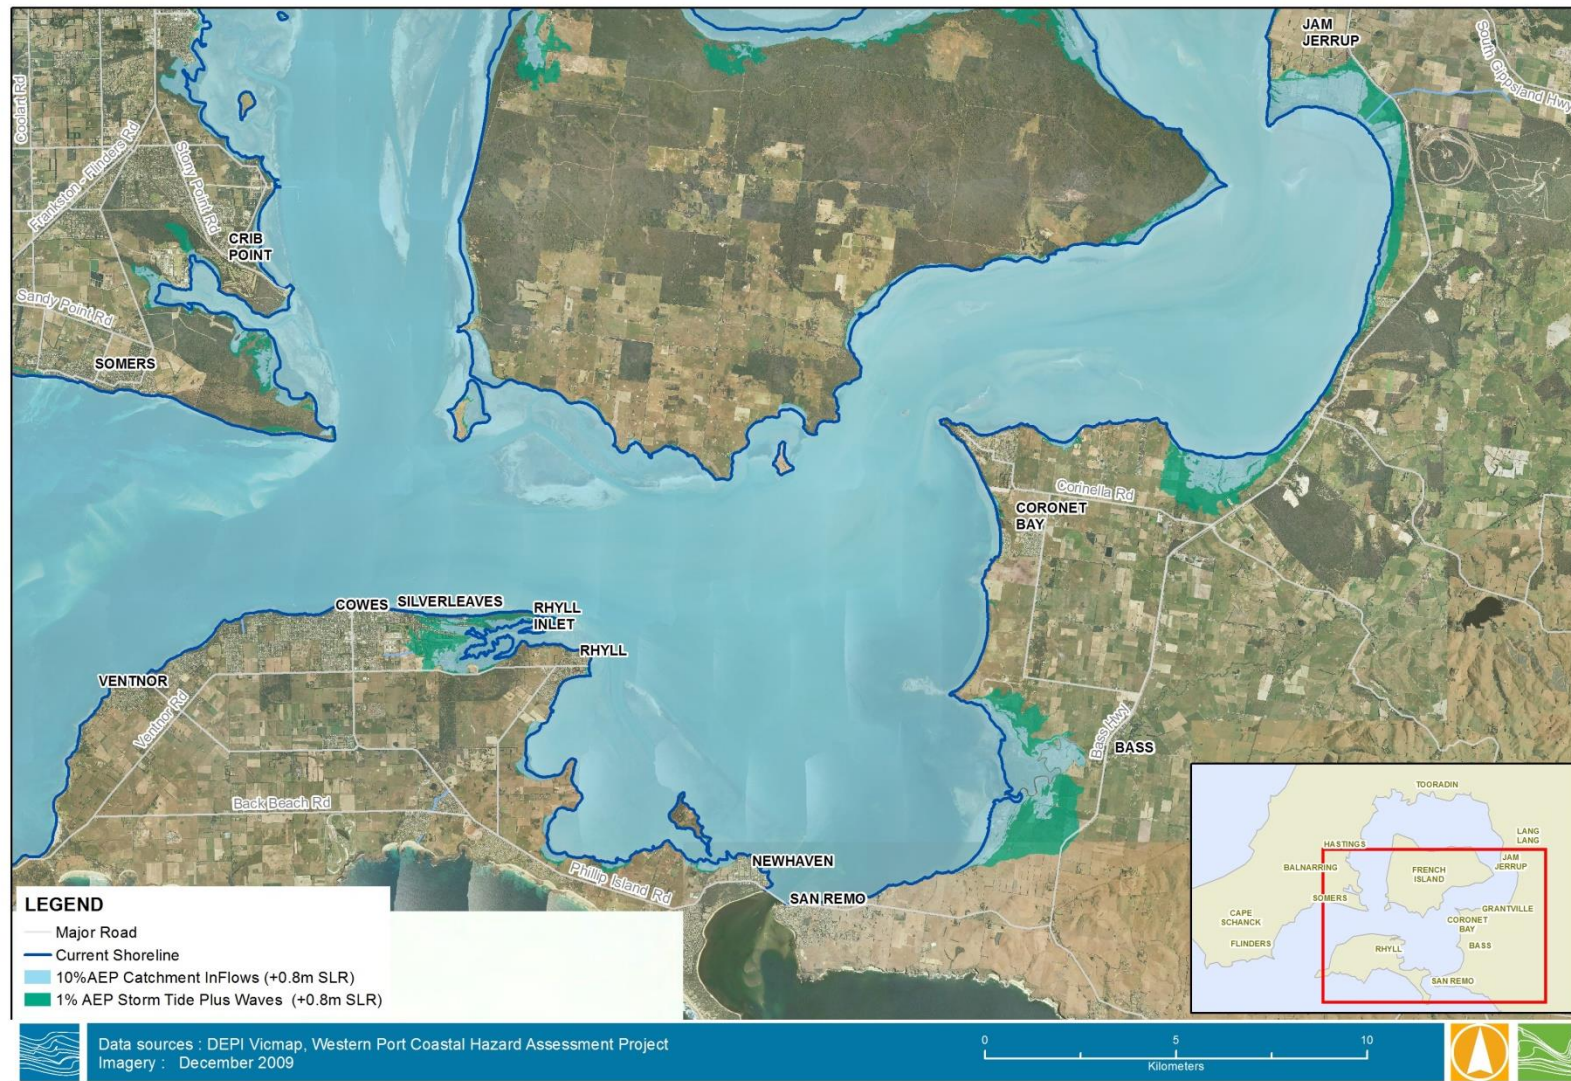 JAM
JERRUP
South Gippsland Hwy
Coolart Rd
Frankston - Flinders Rd
Stony Point Rd
CRIB
POINT
Sandy Point Rd
SOMERS
Corinella Rd
CORONET
BAY
COWES
SILVERLEAVES
RHYLL
INLET
RHYLL
VENTNOR
Ventnor Rd
Bass Hwy
BASS
Back Beach Rd
NEWHAVEN
Phillip Island Rd
SAN REMO
LEGEND
Major Road
Current Shoreline
10%AEP Catchment InFlows (+0.8m SLR)
1% AEP Storm Tide Plus Waves (+0.8m SLR)
TOORADIN
LANG
LANG
HASTINGS
JAM
JERRUP
BALNARRING
FRENCH
ISLAND
SOMERS
GRANTVILLE
CAPE
SCHANCK
CORONET
BAY
FLINDERS
RHYLL
BASS
SAN REMO
Data sources : DEPI Vicmap, Western Port Coastal Hazard Assessment Project
Imagery : December 2009
0 5 10
Kilometers